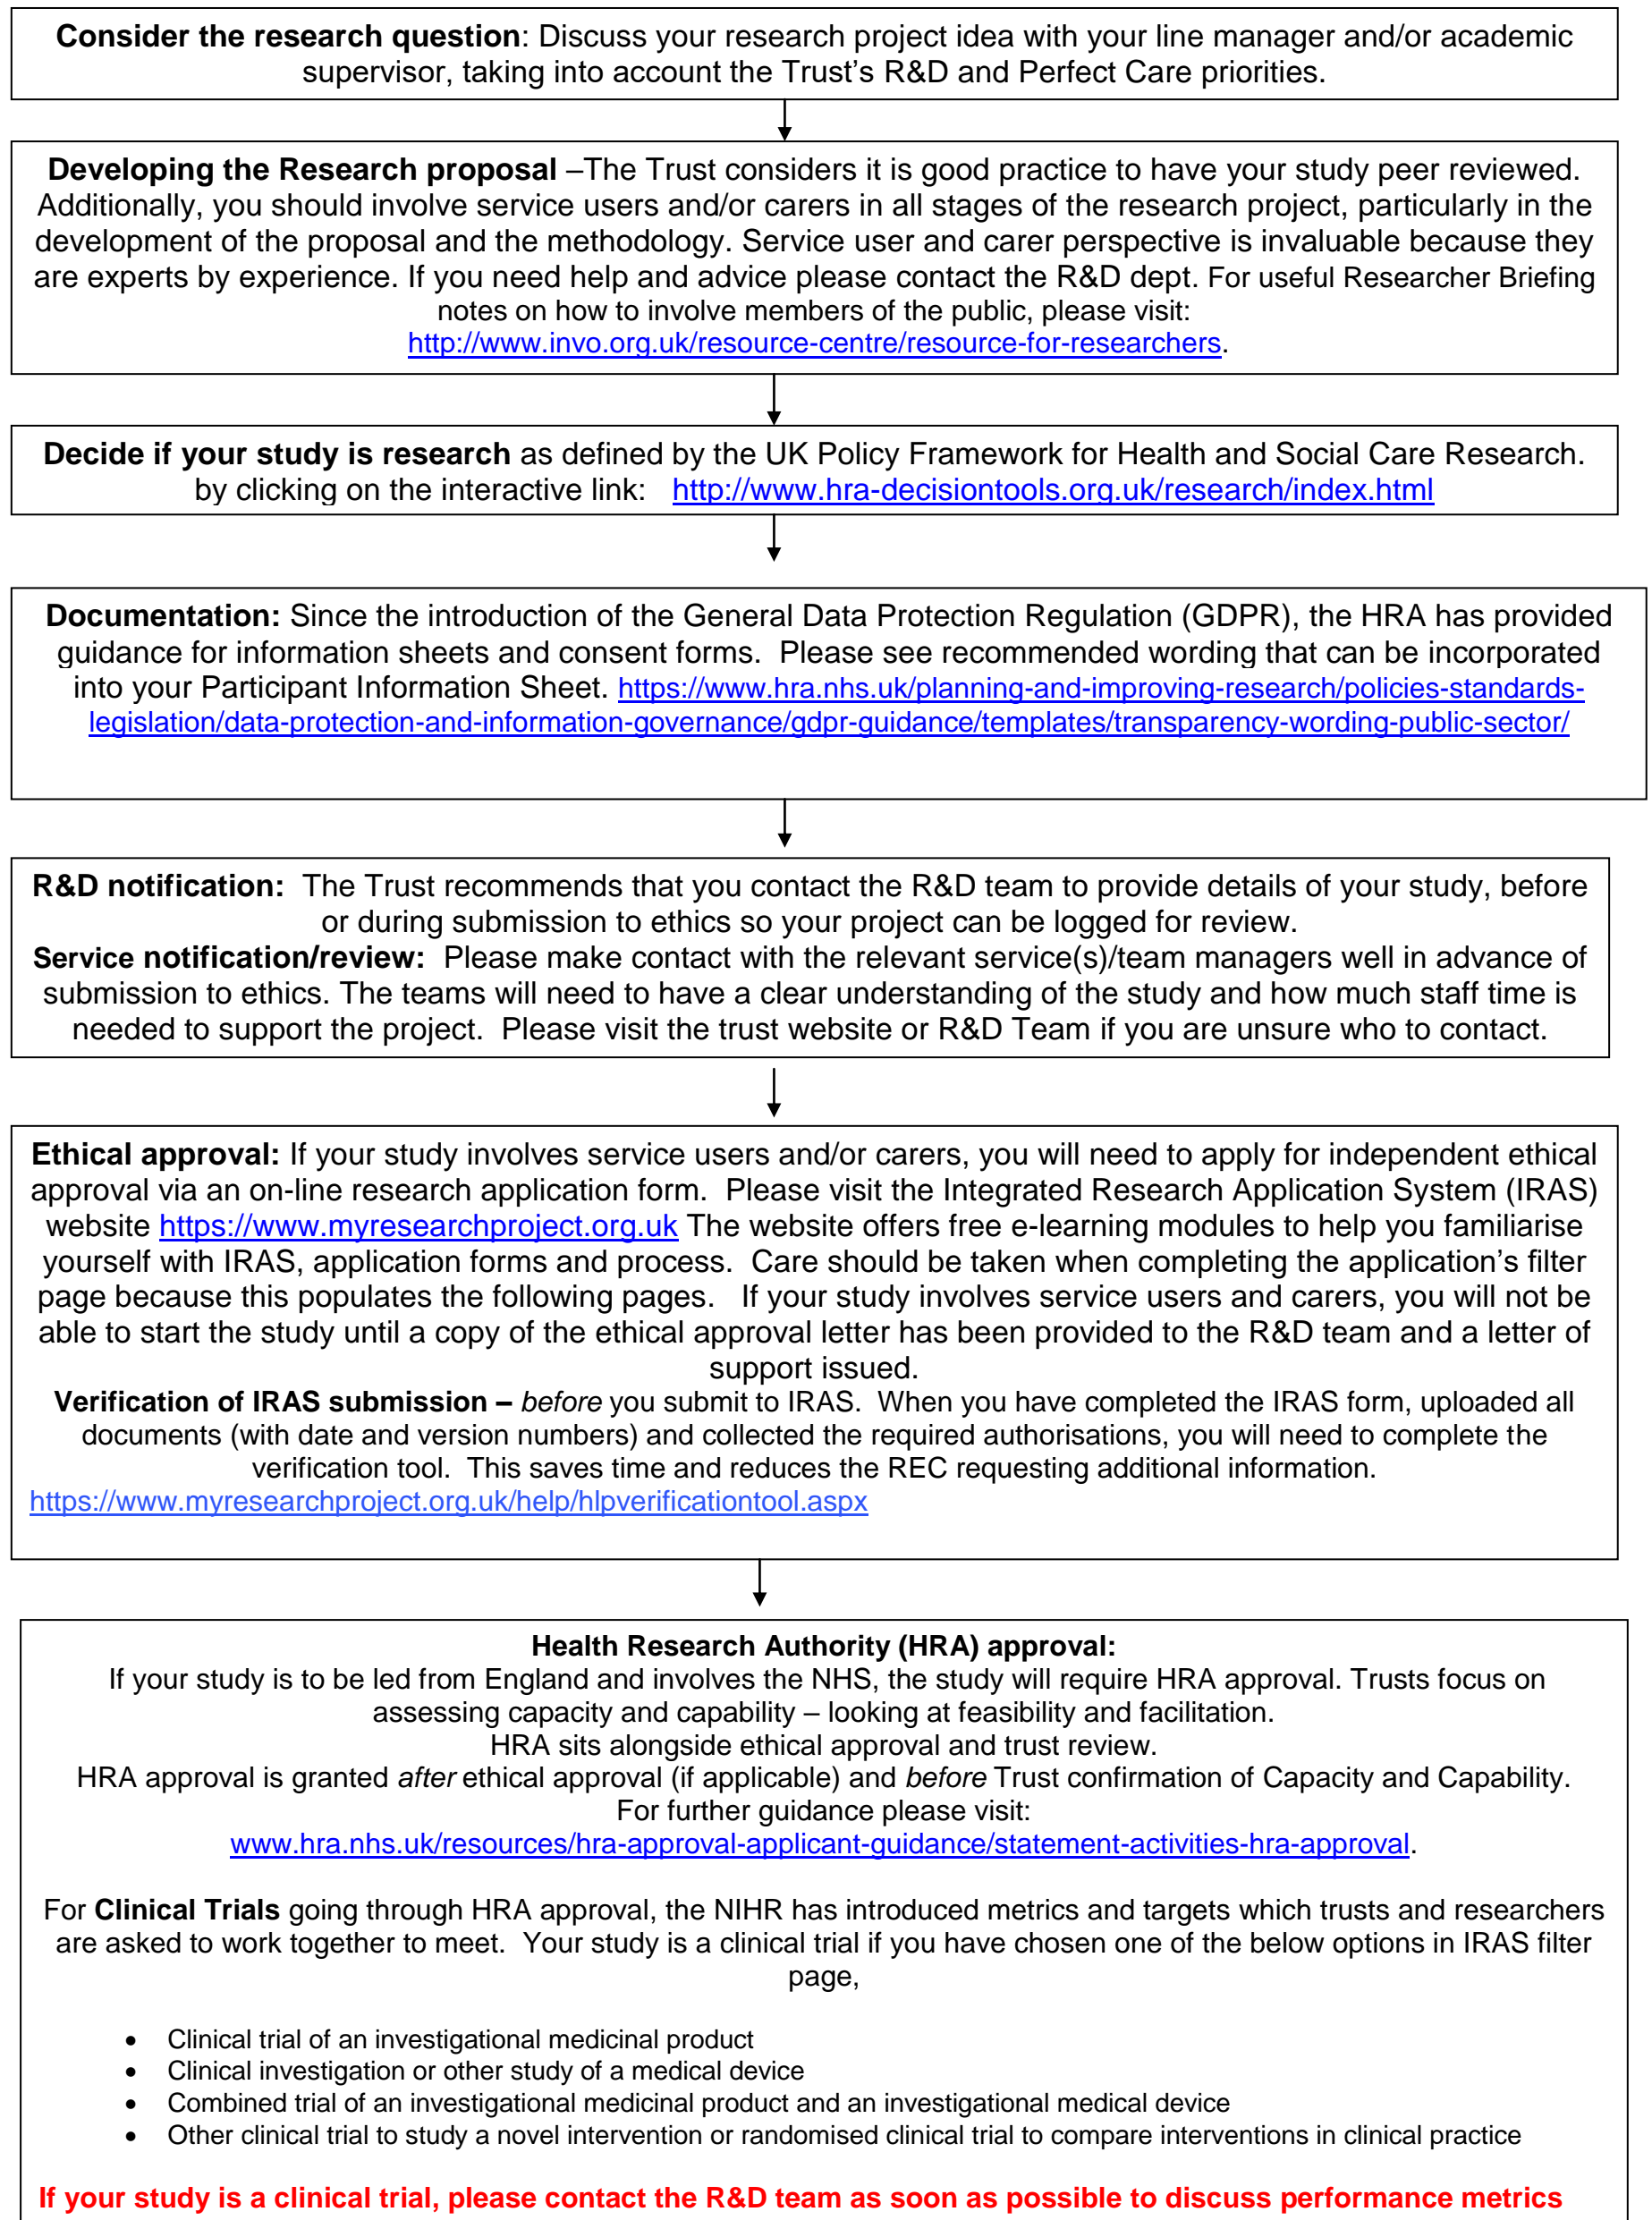 Consider the research question: Discuss your research project idea with your line manager and/or academic
supervisor, taking into account the Trust’s R&D and Perfect Care priorities.
Developing the Research proposal –The Trust considers it is good practice to have your study peer reviewed.
Additionally, you should involve service users and/or carers in all stages of the research project, particularly in the
development of the proposal and the methodology. Service user and carer perspective is invaluable because they
are experts by experience. If you need help and advice please contact the R&D dept. For useful Researcher Briefing
notes on how to involve members of the public, please visit:
http://www.invo.org.uk/resource-centre/resource-for-researchers.
Decide if your study is research as defined by the UK Policy Framework for Health and Social Care Research.
by clicking on the interactive link: http://www.hra-decisiontools.org.uk/research/index.html
Documentation: Since the introduction of the General Data Protection Regulation (GDPR), the HRA has provided
guidance for information sheets and consent forms. Please see recommended wording that can be incorporated
into your Participant Information Sheet. https://www.hra.nhs.uk/planning-and-improving-research/policies-standards-
legislation/data-protection-and-information-governance/gdpr-guidance/templates/transparency-wording-public-sector/
R&D notification: The Trust recommends that you contact the R&D team to provide details of your study, before
or during submission to ethics so your project can be logged for review.
Service notification/review: Please make contact with the relevant service(s)/team managers well in advance of
submission to ethics. The teams will need to have a clear understanding of the study and how much staff time is
needed to support the project. Please visit the trust website or R&D Team if you are unsure who to contact.
Ethical approval: If your study involves service users and/or carers, you will need to apply for independent ethical
approval via an on-line research application form. Please visit the Integrated Research Application System (IRAS)
website https://www.myresearchproject.org.uk The website offers free e-learning modules to help you familiarise
yourself with IRAS, application forms and process. Care should be taken when completing the application’s filter
page because this populates the following pages. If your study involves service users and carers, you will not be
able to start the study until a copy of the ethical approval letter has been provided to the R&D team and a letter of
support issued.
Verification of IRAS submission – before you submit to IRAS. When you have completed the IRAS form, uploaded all
documents (with date and version numbers) and collected the required authorisations, you will need to complete the
verification tool. This saves time and reduces the REC requesting additional information.
https://www.myresearchproject.org.uk/help/hlpverificationtool.aspx
Health Research Authority (HRA) approval:
If your study is to be led from England and involves the NHS, the study will require HRA approval. Trusts focus on
assessing capacity and capability – looking at feasibility and facilitation.
HRA sits alongside ethical approval and trust review.
HRA approval is granted after ethical approval (if applicable) and before Trust confirmation of Capacity and Capability.
For further guidance please visit:
www.hra.nhs.uk/resources/hra-approval-applicant-guidance/statement-activities-hra-approval.
For Clinical Trials going through HRA approval, the NIHR has introduced metrics and targets which trusts and researchers
are asked to work together to meet. Your study is a clinical trial if you have chosen one of the below options in IRAS filter
page,
• Clinical trial of an investigational medicinal product
• Clinical investigation or other study of a medical device
• Combined trial of an investigational medicinal product and an investigational medical device
• Other clinical trial to study a novel intervention or randomised clinical trial to compare interventions in clinical practice
If your study is a clinical trial, please contact the R&D team as soon as possible to discuss performance metrics